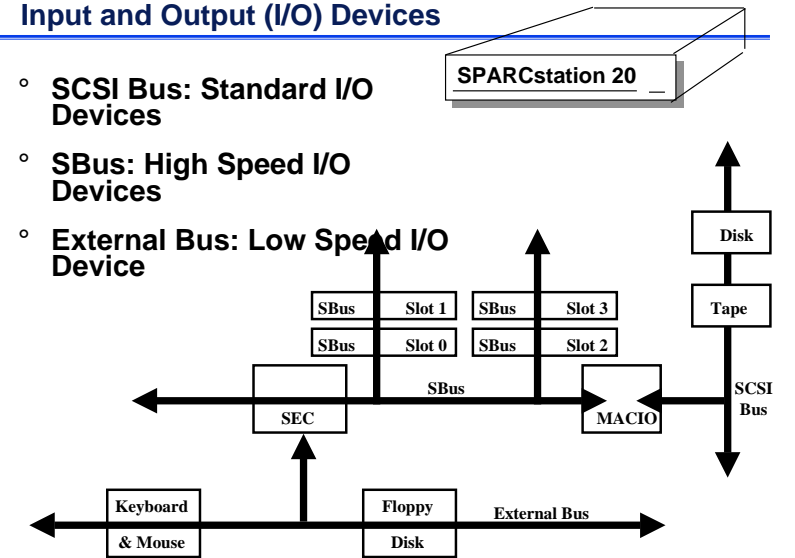 Input and Output (I/O) Devices
SPARCstation 20
° SCSI Bus: Standard I/O
Devices
° SBus: High Speed I/O
Devices
° External Bus: Low Speed I/O
Device
Disk
Tape
SBus Slot 1
SBus Slot 3
SBus Slot 0
SBus Slot 2
SBus
SEC
MACIO
SCSI
Bus
Keyboard
& Mouse
Floppy
Disk
External Bus